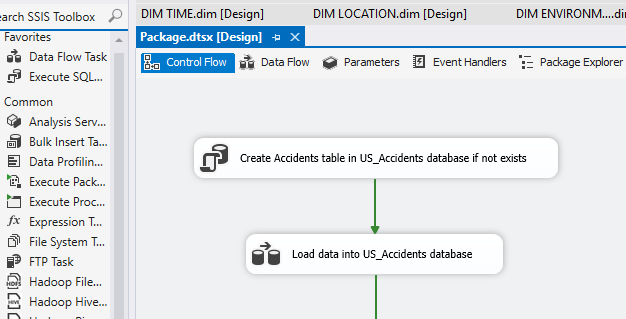 earch SSIS Toolbox
DIM TIME.dim [Design]
DIM LOCATION.dim [Design]
DIM ENVIRONM....dim [D
Favorites
Package.dtsx [Design]
Data Flow Task
Control Flow
Data Flow
Parameters
Event Handlers
Package Explorer
Execute SQL...
Common
Analysis Serv...
Bulk Insert Ta...
Data Profilin...
Execute Pack...
Execute Proc...
fx Expression T...
File System T...
FTP Task
HDFS Hadoop File...
HIVE Hadoop Hive...
Create Accidents table in US_Accidents database if not exists
Load data into US_Accidents database